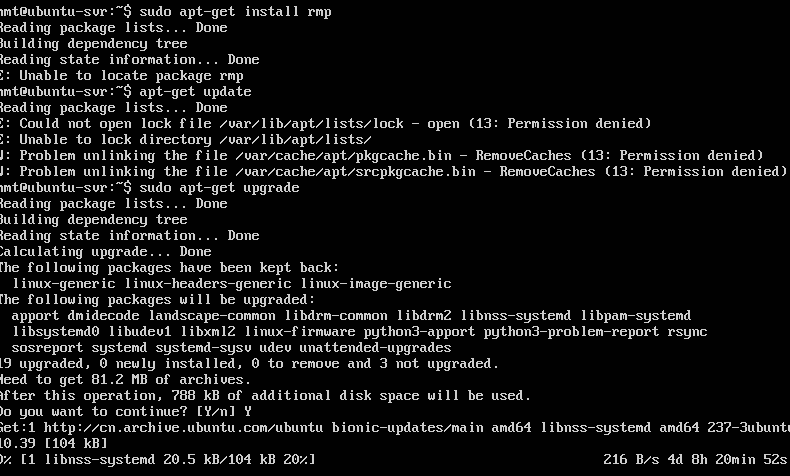 nmt@ubuntu-svr:~$ sudo apt-get install rmp
Reading package lists... Done
Building dependency tree
Reading state information... Done
E: Unable to locate package rmp
nmt@ubuntu-svr:~$ apt-get update
Reading package lists... Done
E: Could not open lock file /var/lib/apt/lists/lock - open (13: Permission denied)
E: Unable to lock directory /var/lib/apt/lists/
W: Problem unlinking the file /var/cache/apt/pkgcache.bin - RemoveCaches (13: Permission denied)
W: Problem unlinking the file /var/cache/apt/srcpkgcache.bin - RemoveCaches (13: Permission denied)
nmt@ubuntu-svr:~$ sudo apt-get upgrade
Reading package lists... Done
Building dependency tree
Reading state information... Done
Calculating upgrade... Done
The following packages have been kept back:
linux-generic linux-headers-generic linux-image-generic
The following packages will be upgraded:
apport dmidecode landscape-common libdrm-common libdrm2 libnss-systemd libpam-systemd
libsystemd0 libudev1 libxml2 linux-firmware python3-apport python3-problem-report rsync
sosreport systemd systemd-sysv udev unattended-upgrades
19 upgraded, 0 newly installed, 0 to remove and 3 not upgraded.
Need to get 81.2 MB of archives.
After this operation, 788 kB of additional disk space will be used.
Do you want to continue? [Y/n] Y
Get:1 http://cn.archive.ubuntu.com/ubuntu bionic-updates/main amd64 libnss-systemd amd64 237-3ubuntu
10.39 [104 kB]
0% [1 libnss-systemd 20.5 kB/104 kB 20%] 216 B/s 4d 8h 20min 52s